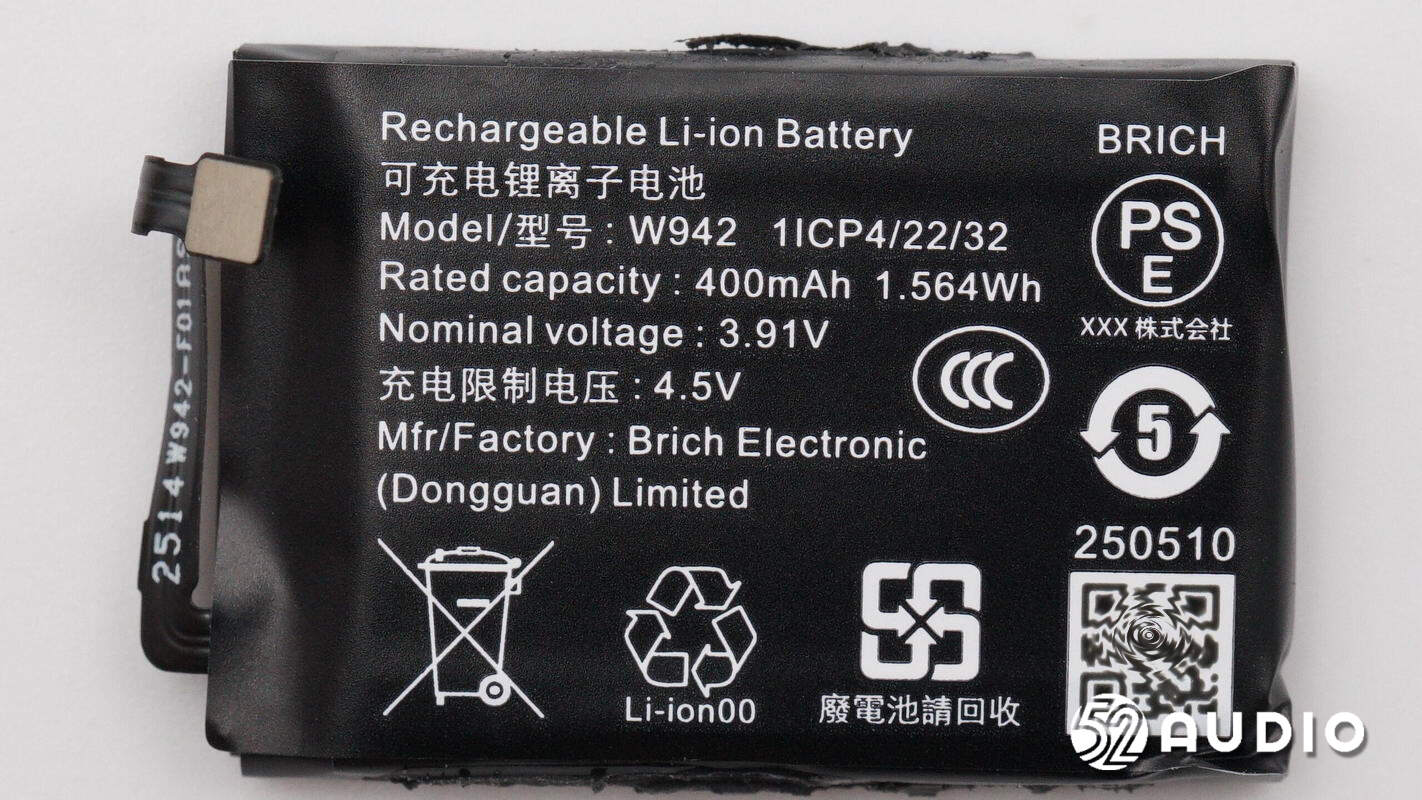 Rechargeable Li-ion Battery
可充电锂离子电池
Model/型号：W942 1ICP4/22/32
Rated capacity : 400mAh 1.564Wh
Nominal voltage : 3.91V
充电限制电压：4.5V
Mfr/Factory : Brich Electronic
(Dongguan) Limited
BRICH
PS
E
XXX 株式会社
CCC
5
250510
Li-ion00
廢電池請回收
2514 W942-F01
52 AUDIO